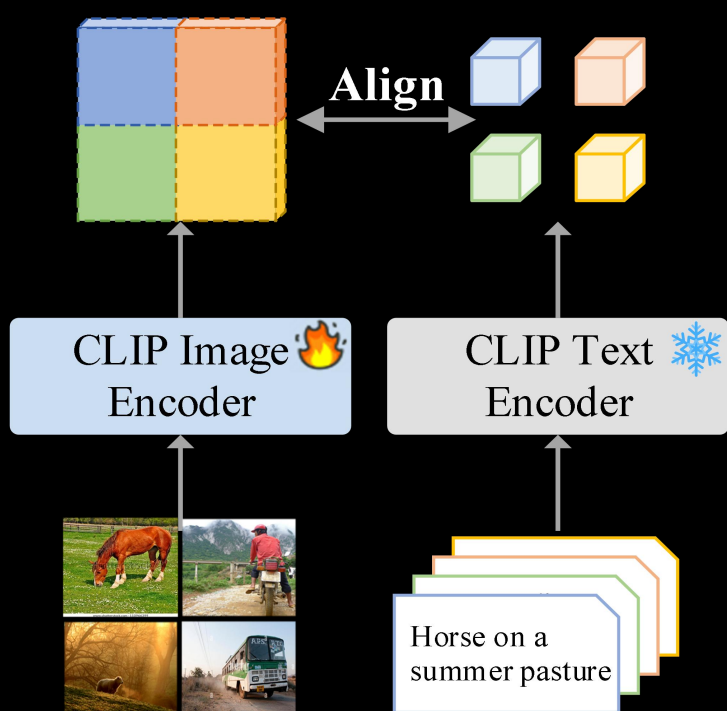 Align
CLIP Image
Encoder
CLIP Text
Encoder
Horse on a
summer pasture